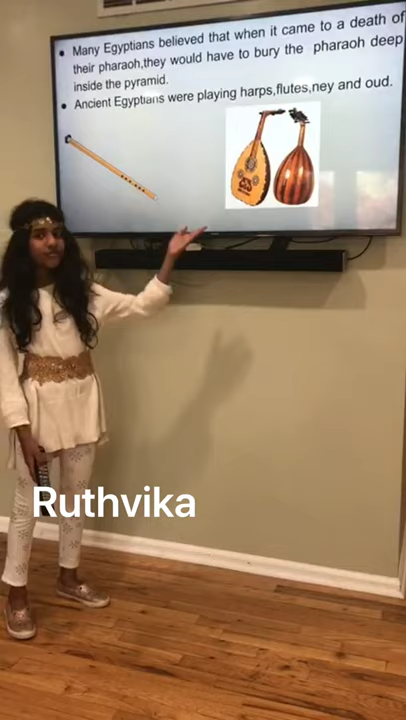 • Many Egyptians believed that when it came to a death of
their pharaoh,they would have to bury the  pharaoh deep
inside the pyramid.
• Ancient Egyptians were playing harps,flutes,ney and oud.
Ruthvika